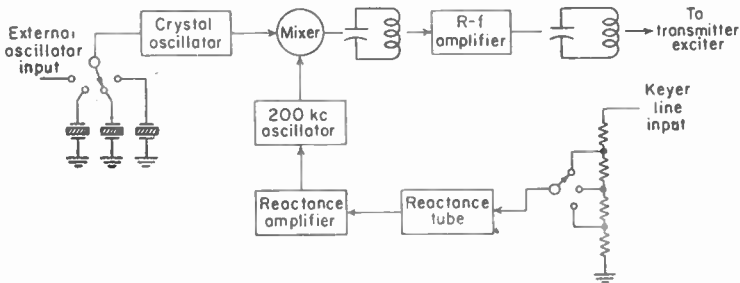 External
oscillator
input
Crystal
oscillator
Mixer
R-f
amplifier
To
transmitter
exciter
200 kc
oscillator
Keyer
line
input
Reactance
amplifier
Reactance
tube